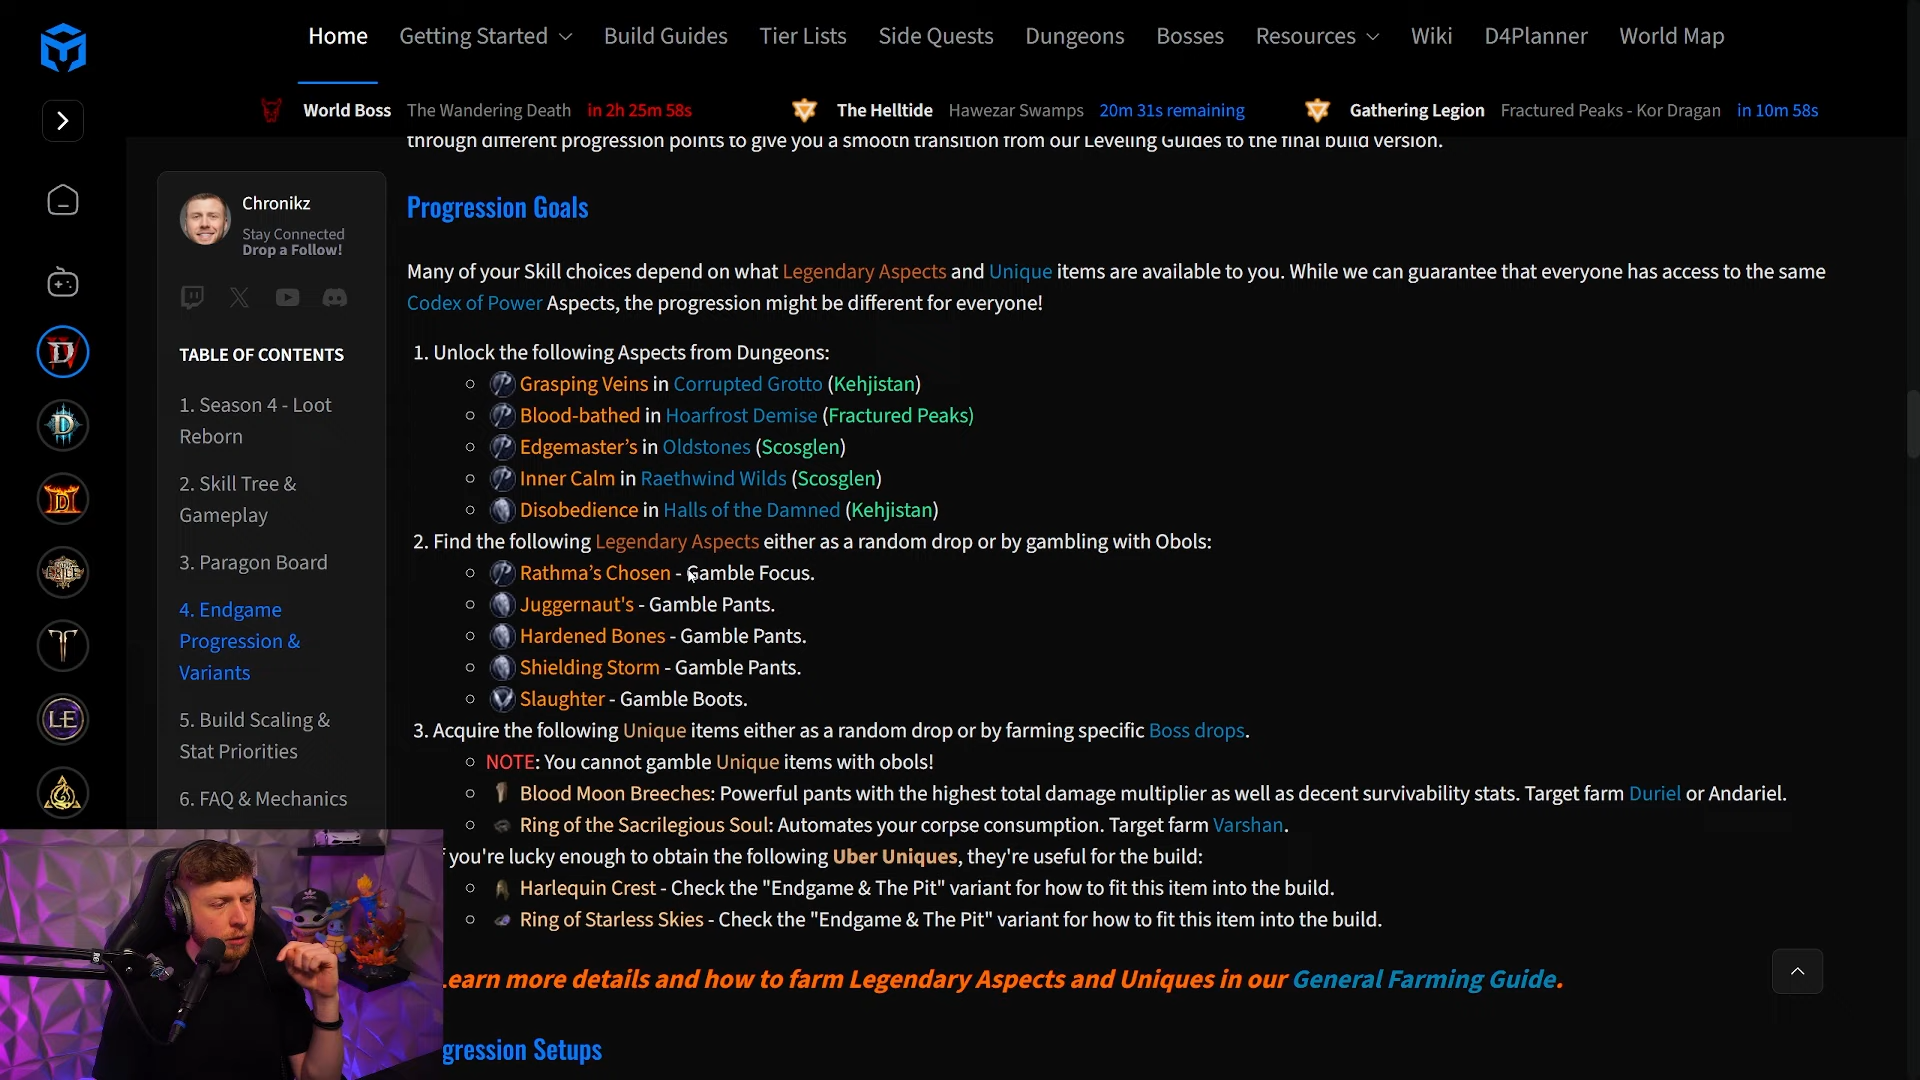 Home
Getting Started
Build Guides
Tier Lists
Side Quests
Dungeons
Bosses
Resources
Wiki
D4Planner
World Map
World Boss The Wandering Death in 2h 25m 58s
The Helltide Hawezar Swamps 20m 31s remaining
Gathering Legion Fractured Peaks - Kor Dragan in 10m 58s
through different progression points to give you a smooth transition from our Leveling Guides to the final build version.
Chronikz
Stay Connected
Drop a Follow!
TABLE OF CONTENTS
1. Season 4 - Loot
Reborn
2. Skill Tree &
Gameplay
3. Paragon Board
4. Endgame
Progression &
Variants
5. Build Scaling &
Stat Priorities
6. FAQ & Mechanics
LE
Progression Goals
Many of your Skill choices depend on what Legendary Aspects and Unique items are available to you. While we can guarantee that everyone has access to the same
Codex of Power Aspects, the progression might be different for everyone!
1. Unlock the following Aspects from Dungeons:
Grasping Veins in Corrupted Grotto (Kehjistan)
Blood-bathed in Hoarfrost Demise (Fractured Peaks)
Edgemaster's in Oldstones (Scosglen)
Inner Calm in Raethwind Wilds (Scosglen)
Disobedience in Halls of the Damned (Kehjistan)
2. Find the following Legendary Aspects either as a random drop or by gambling with Obols:
Rathma's Chosen - Gamble Focus.
Juggernaut's - Gamble Pants.
Hardened Bones - Gamble Pants.
Shielding Storm - Gamble Pants.
Slaughter - Gamble Boots.
3. Acquire the following Unique items either as a random drop or by farming specific Boss drops.
NOTE: You cannot gamble Unique items with obols!
Blood Moon Breeches: Powerful pants with the highest total damage multiplier as well as decent survivability stats. Target farm Duriel or Andariel.
Ring of the Sacrilegious Soul: Automates your corpse consumption. Target farm Varshan.
you're lucky enough to obtain the following Uber Uniques, they're useful for the build:
Harlequin Crest - Check the "Endgame & The Pit" variant for how to fit this item into the build.
Ring of Starless Skies - Check the "Endgame & The Pit" variant for how to fit this item into the build.
earn more details and how to farm Legendary Aspects and Uniques in our General Farming Guide.
gression Setups